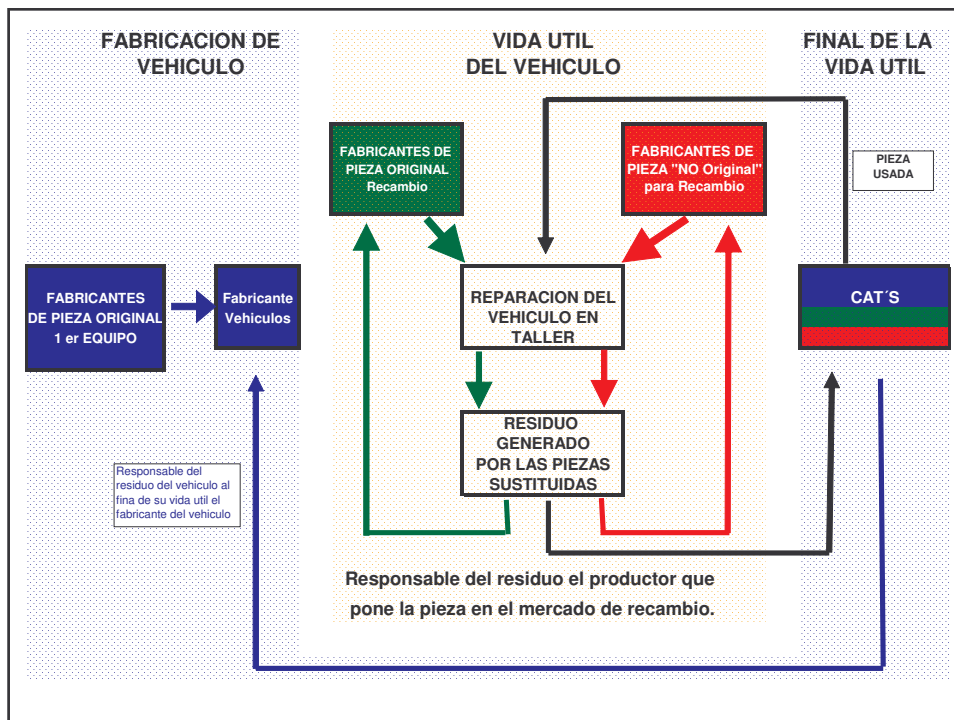 FABRICACION DE
VEHICULO
VIDA UTIL
DEL VEHICULO
FINAL DE LA
VIDA UTIL
FABRICANTES DE
PIEZA ORIGINAL
Recambio
FABRICANTES DE
PIEZA "NO Original"
para Recambio
PIEZA
USADA
FABRICANTES
DE PIEZA ORIGINAL
1 er EQUIPO
Fabricante
Vehiculos
REPARACION DEL
VEHICULO EN
TALLER
CAT´S
RESIDUO
GENERADO
POR LAS PIEZAS
SUSTITUIDAS
Responsable del
residuo del vehiculo al
fina de su vida util el
fabricante del vehiculo
Responsable del residuo el productor que
pone la pieza en el mercado de recambio.